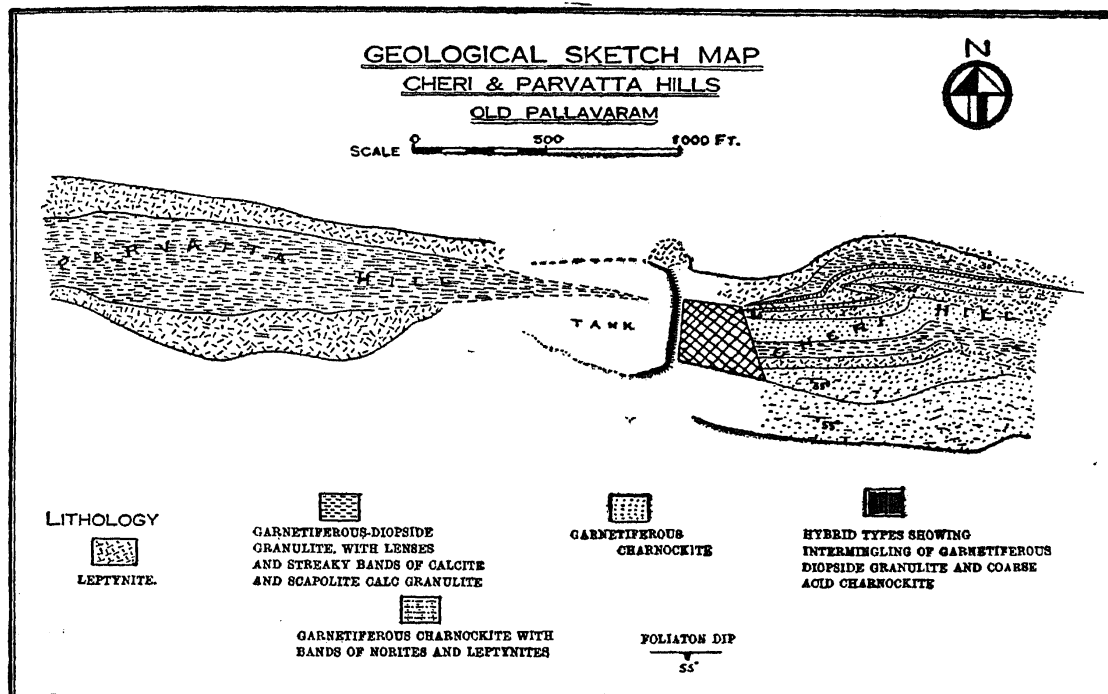 GEOLOGICAL SKETCH MAP
CHERI & PARVATTA HILLS
OLD PALLAVARAM
N
SCALE 0 500 1000 FT.
PARVATTA HILL
TANK
CHERI HILL
55°
55°
LITHOLOGY
LEPTYNITE.
GARNETIFEROUS-DIOPSIDE
GRANULITE, WITH LENSES
AND STREAKY BANDS OF CALCITE
AND SCAPOLITE CALC GRANULITE
GARNETIFEROUS
CHARNOCKITE
HYBRID TYPES SHOWING
INTERMINGLING OF GARNETIFEROUS
DIOPSIDE GRANULITE AND COARSE
ACID CHARNOCKITE
GARNETIFEROUS CHARNOCKITE WITH
BANDS OF NORITES AND LEPTYNITES
FOLIATON DIP
55°